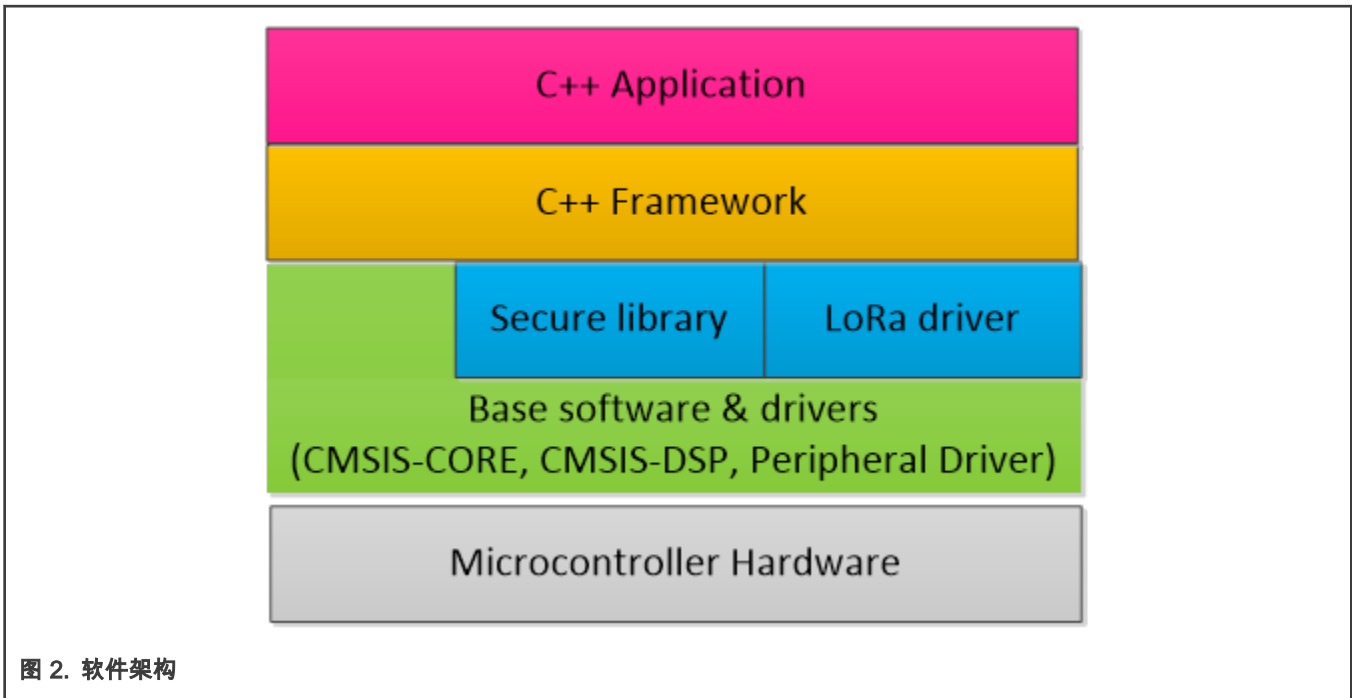 C++ Application
C++ Framework
Secure library
LoRa driver
Base software & drivers
(CMSIS-CORE, CMSIS-DSP, Peripheral Driver)
Microcontroller Hardware
图 2. 软件架构